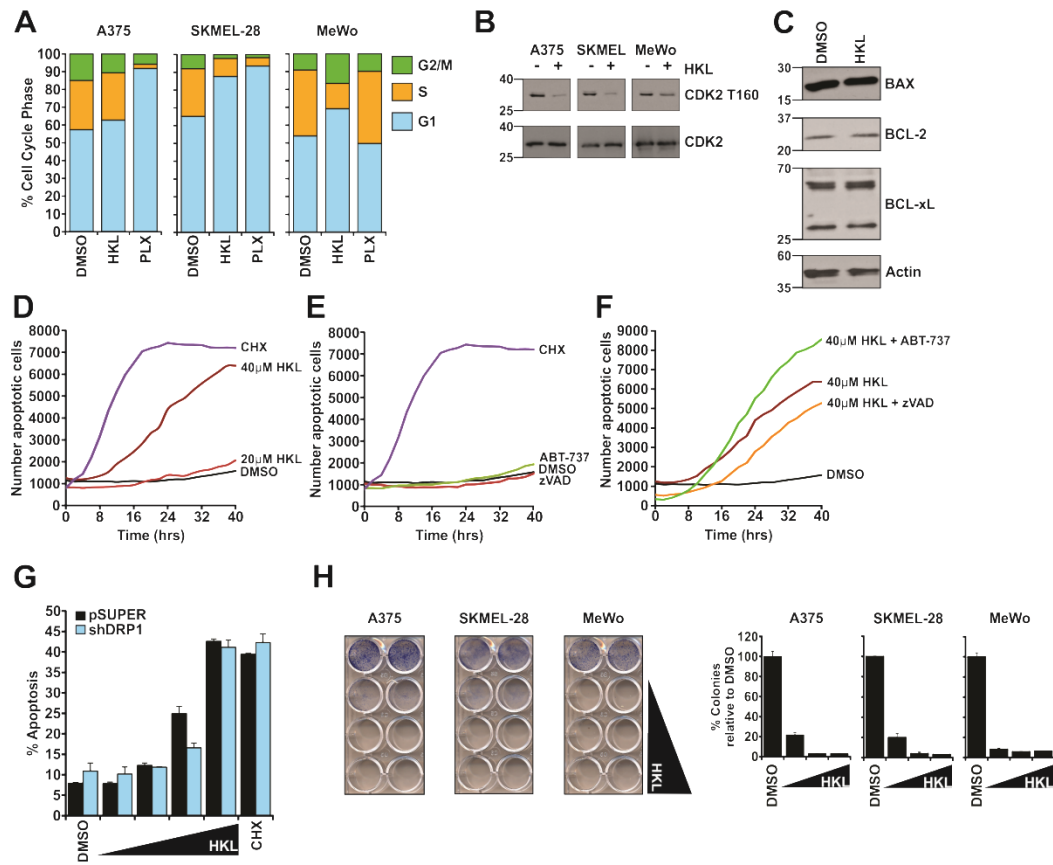 A
A375
SKMEL-28
MeWo
% Cell Cycle Phase
100
90
80
70
60
50
40
30
20
10
0
G2/M
S
G1
DMSO
HKL
PLX
DMSO
HKL
PLX
DMSO
HKL
PLX
B
A375 SKMEL MeWo
- + - + - + HKL
40
25
CDK2 T160
40
25
CDK2
C
DMSO
HKL
30
15
BAX
37
20
BCL-2
70
25
BCL-xL
60
35
Actin
D
Number apoptotic cells
8000
7000
6000
5000
4000
3000
2000
1000
0
0 8 16 24 32 40
Time (hrs)
CHX
40µM HKL
20µM HKL
DMSO
E
Number apoptotic cells
8000
7000
6000
5000
4000
3000
2000
1000
0
0 8 16 24 32 40
Time (hrs)
CHX
ABT-737
DMSO
zVAD
F
Number apoptotic cells
9000
8000
7000
6000
5000
4000
3000
2000
1000
0
0 8 16 24 32 40
Time (hrs)
40µM HKL + ABT-737
40µM HKL
40µM HKL + zVAD
DMSO
G
pSUPER
shDRP1
% Apoptosis
50
45
40
35
30
25
20
15
10
5
0
DMSO
HKL
CHX
H
A375
SKMEL-28
MeWo
HKL
A375
SKMEL-28
MeWo
% Colonies
relative to DMSO
120
100
80
60
40
20
0
DMSO
HKL
DMSO
HKL
DMSO
HKL